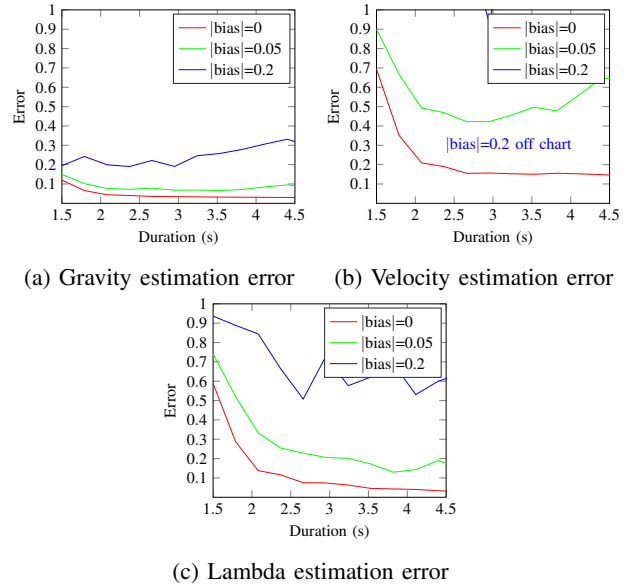 1
0.9
0.8
0.7
0.6
0.5
0.4
0.3
0.2
0.1
Error
1.5 2 2.5 3 3.5 4 4.5
Duration (s)
|bias|=0
|bias|=0.05
|bias|=0.2
(a) Gravity estimation error
1
0.9
0.8
0.7
0.6
0.5
0.4
0.3
0.2
0.1
Error
1.5 2 2.5 3 3.5 4 4.5
Duration (s)
|bias|=0
|bias|=0.05
|bias|=0.2
|bias|=0.2 off chart
(b) Velocity estimation error
1
0.9
0.8
0.7
0.6
0.5
0.4
0.3
0.2
0.1
Error
1.5 2 2.5 3 3.5 4 4.5
Duration (s)
|bias|=0
|bias|=0.05
|bias|=0.2
(c) Lambda estimation error